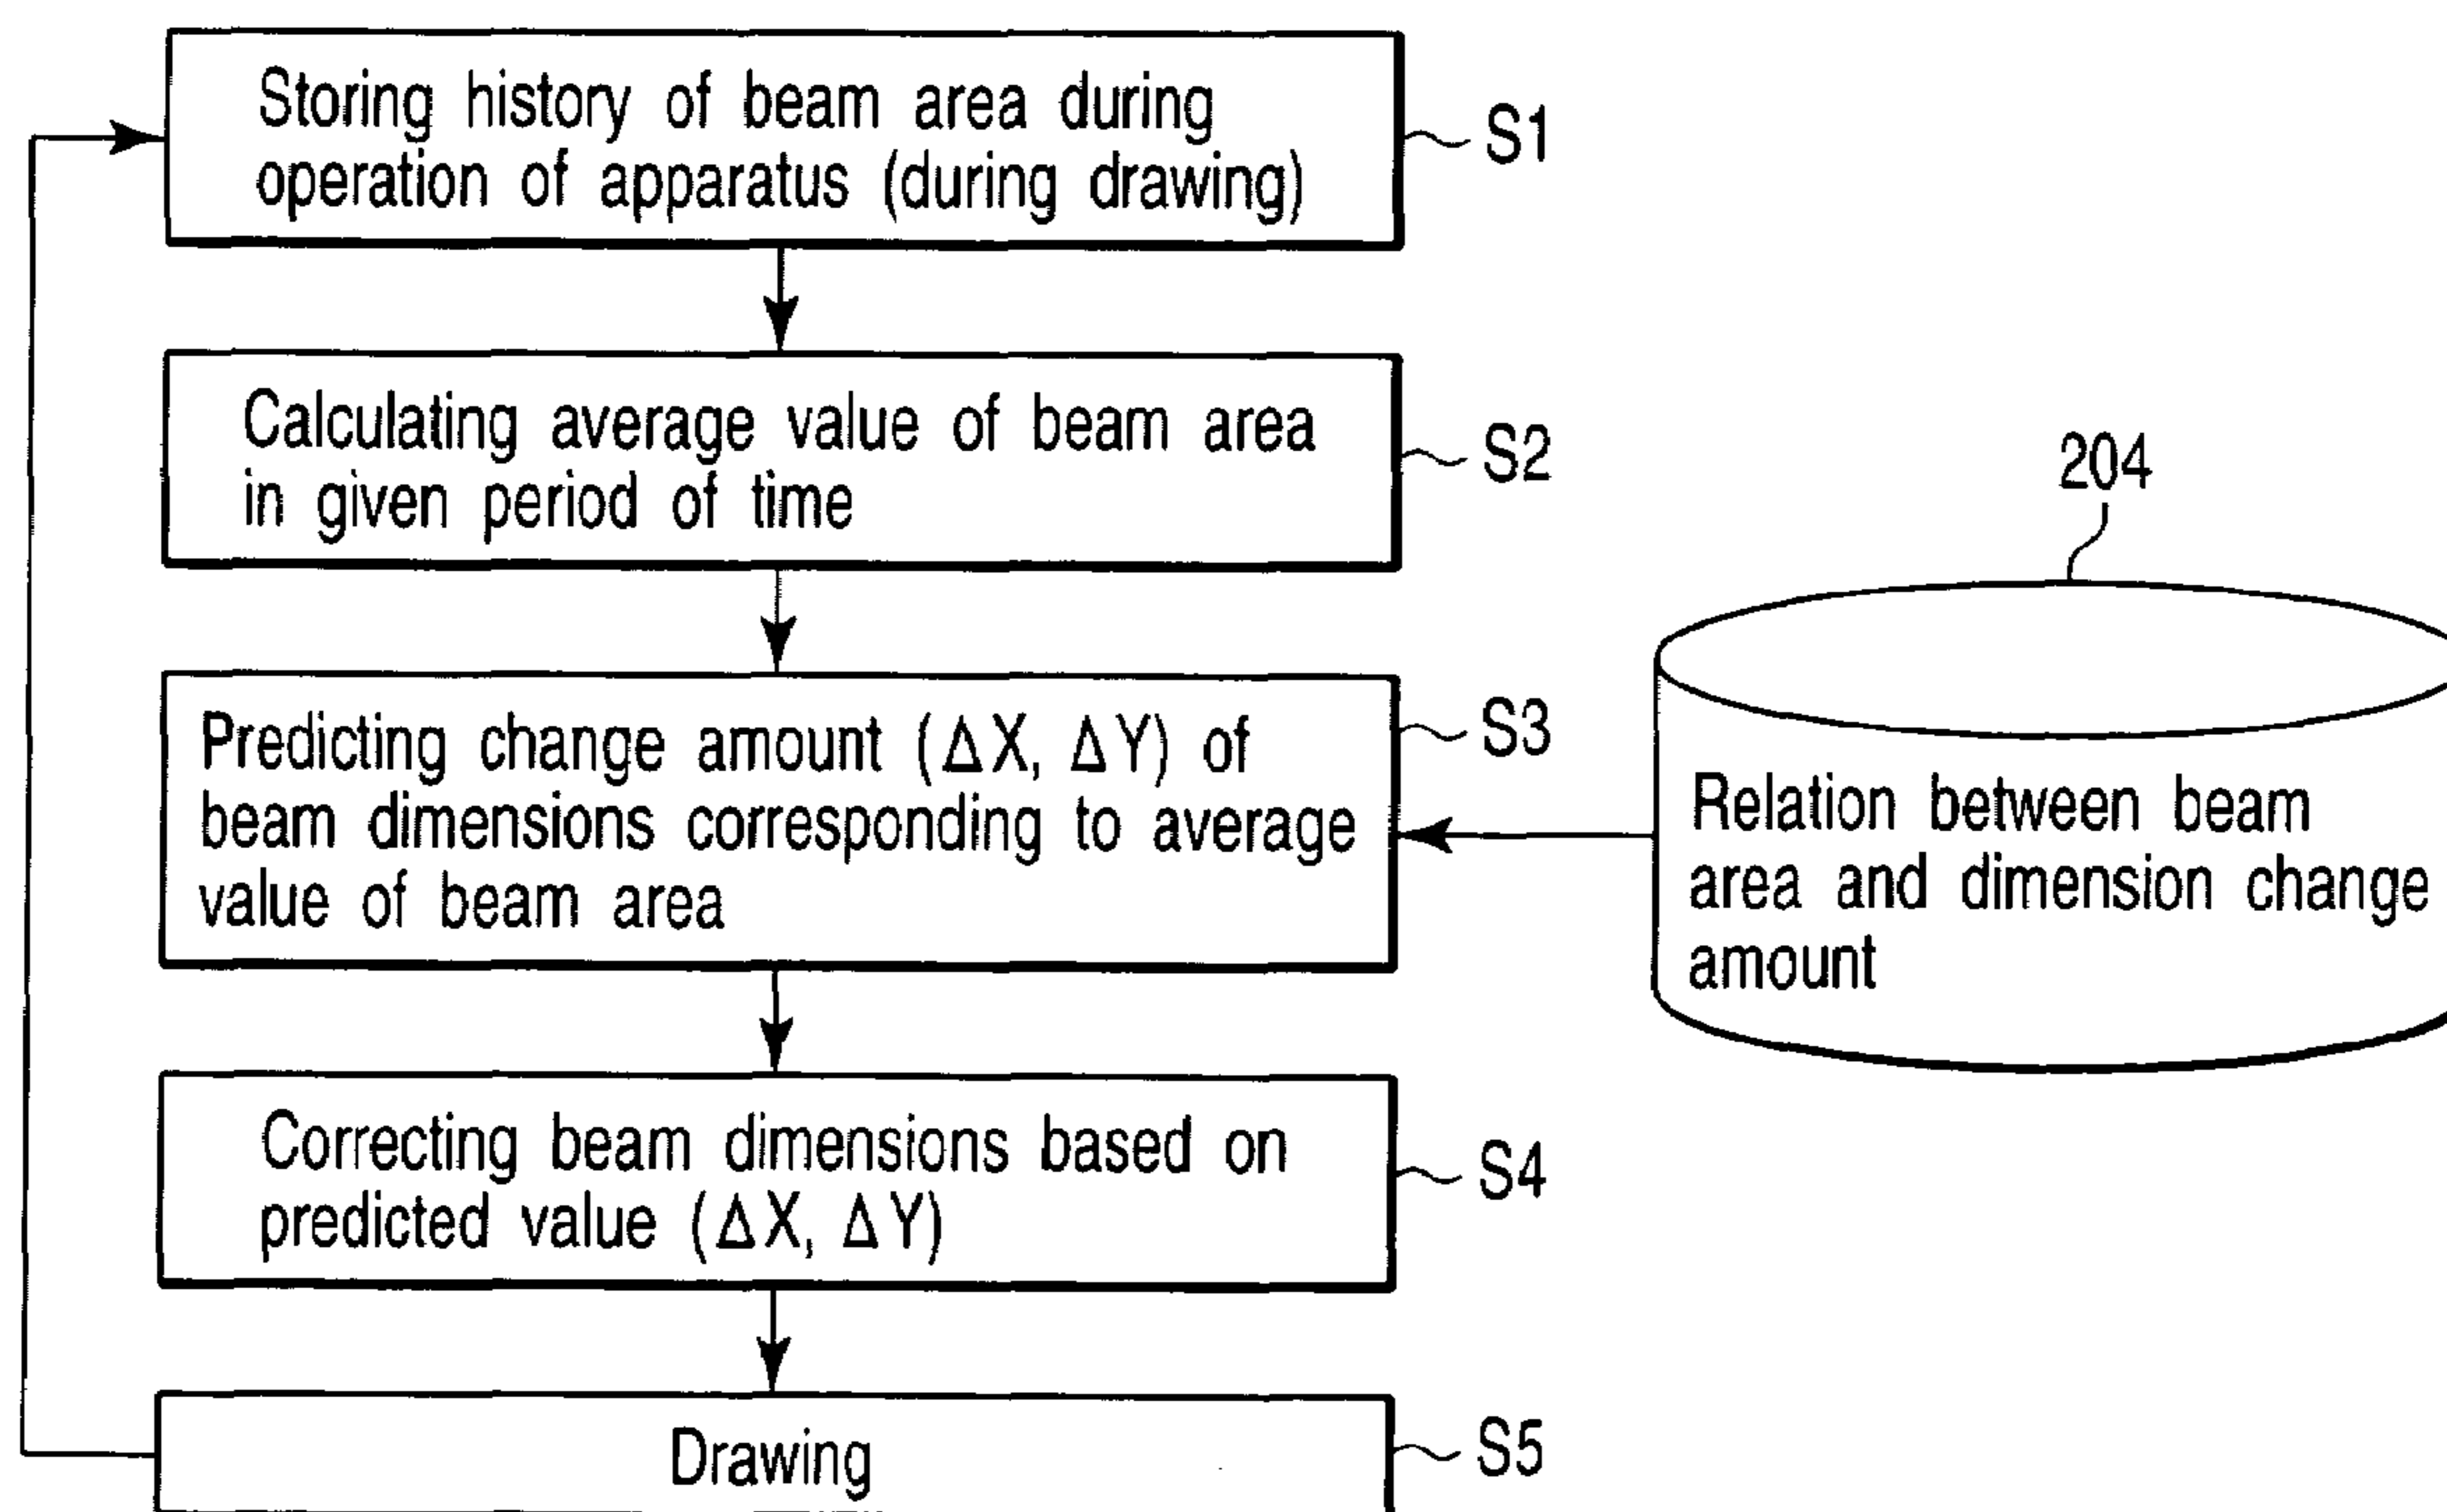 Storing history of beam area during
operation of apparatus (during drawing)
S1
Calculating average value of beam area
in given period of time
S2
204
Predicting change amount (ΔX, ΔY) of
beam dimensions corresponding to average
value of beam area
S3
Relation between beam
area and dimension change
amount
Correcting beam dimensions based on
predicted value (ΔX, ΔY)
S4
Drawing
S5